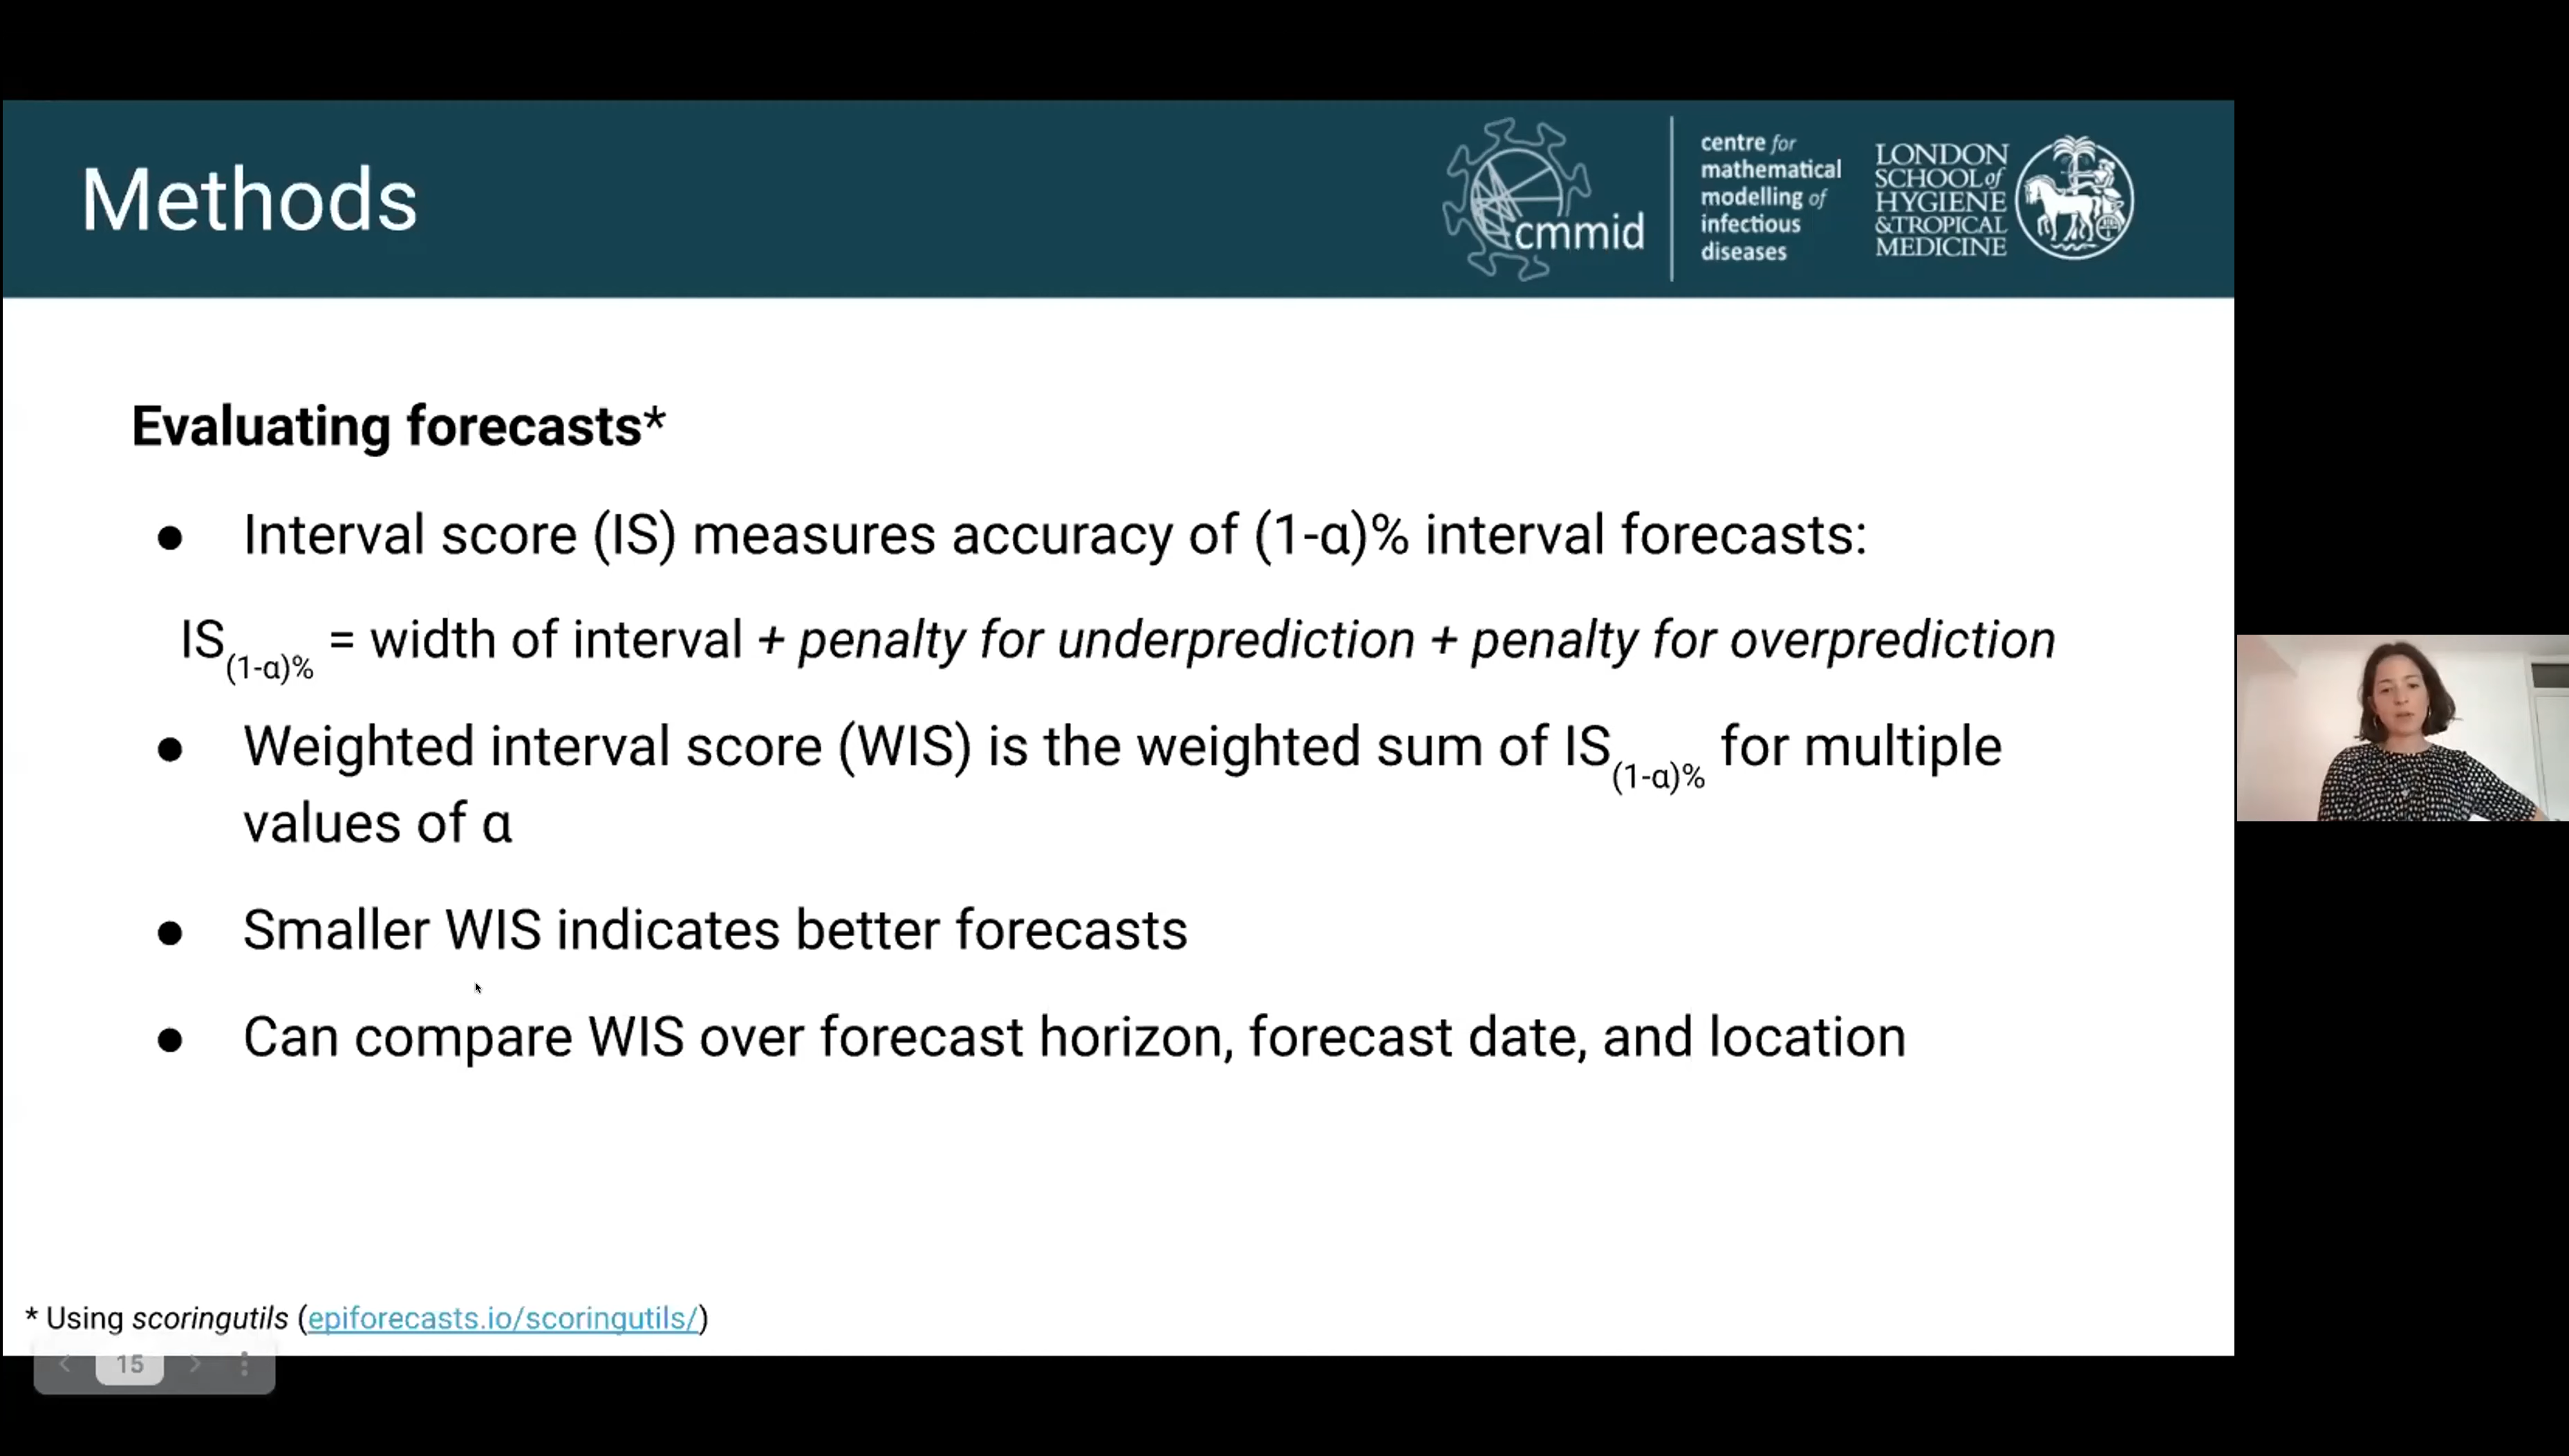 Methods
cmmid
centre for
mathematical
modelling of
infectious
diseases
LONDON
SCHOOL of
HYGIENE
&TROPICAL
MEDICINE
Evaluating forecasts*
● Interval score (IS) measures accuracy of (1-α)% interval forecasts:
IS(1-α)% = width of interval + penalty for underprediction + penalty for overprediction
● Weighted interval score (WIS) is the weighted sum of IS(1-α)% for multiple
values of α
● Smaller WIS indicates better forecasts
● Can compare WIS over forecast horizon, forecast date, and location
* Using scoringutils (epiforecasts.io/scoringutils/)
15